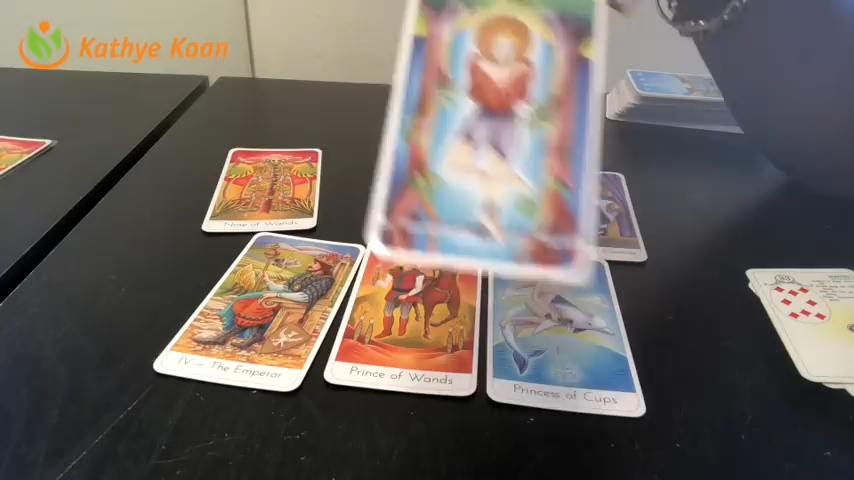 Kathye Kaan
Nine of Wands
IV - The Emperor
Prince of Wands
Princess of Cups